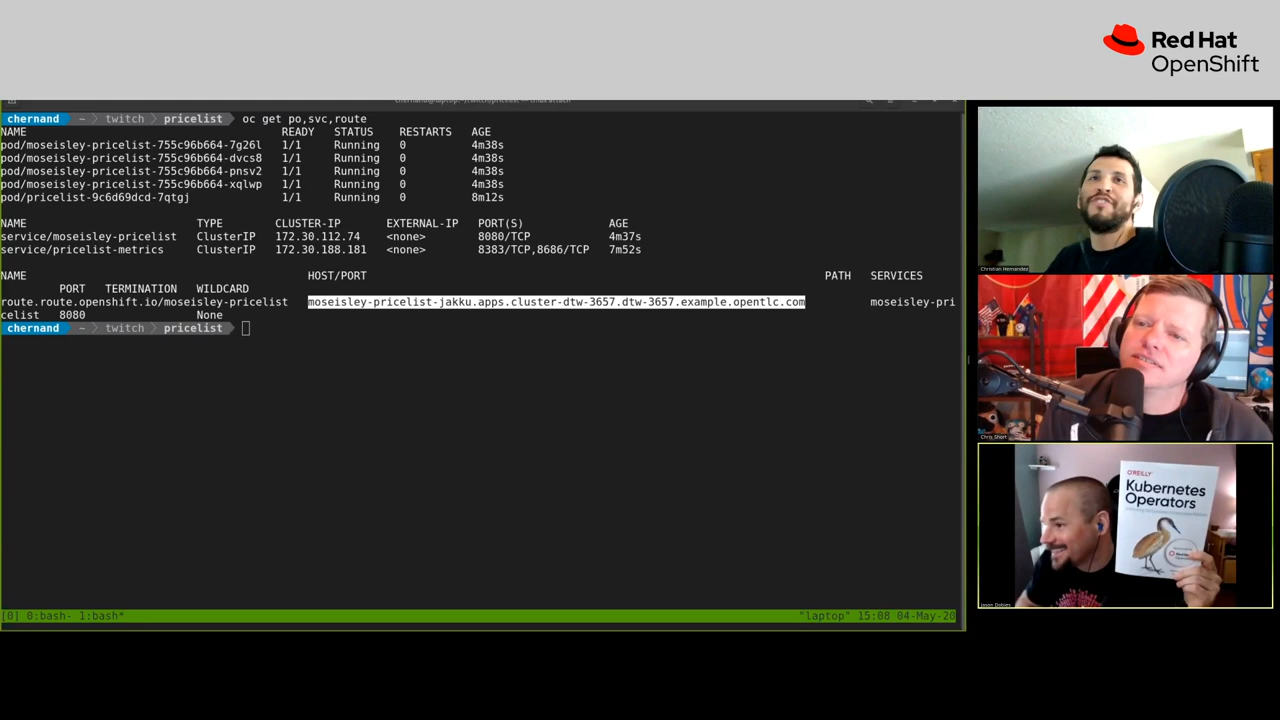 Red Hat
OpenShift
chernand ~ twitch pricelist oc get po,svc,route
NAME READY STATUS RESTARTS AGE
pod/moseisley-pricelist-755c96b664-7g26l 1/1 Running 0 4m38s
pod/moseisley-pricelist-755c96b664-dvcs8 1/1 Running 0 4m38s
pod/moseisley-pricelist-755c96b664-pnsv2 1/1 Running 0 4m38s
pod/moseisley-pricelist-755c96b664-xqlwp 1/1 Running 0 4m38s
pod/pricelist-9c6d69dcd-7qtgj 1/1 Running 0 8m12s
NAME TYPE CLUSTER-IP EXTERNAL-IP PORT(S) AGE
service/moseisley-pricelist ClusterIP 172.30.112.74 <none> 8080/TCP 4m37s
service/pricelist-metrics ClusterIP 172.30.188.181 <none> 8383/TCP,8686/TCP 7m52s
NAME HOST/PORT PATH SERVICES
PORT TERMINATION WILDCARD
route.route.openshift.io/moseisley-pricelist moseisley-pricelist-jakku.apps.cluster-dtw-3657.dtw-3657.example.opentlc.com moseisley-pri
celist 8080 None
chernand ~ twitch pricelist
[0] 0:bash- 1:bash* "laptop" 15:08 04-May-20
Christian Hernandez
Chris Short
O'REILLY
Kubernetes
Operators
Jason Dobies